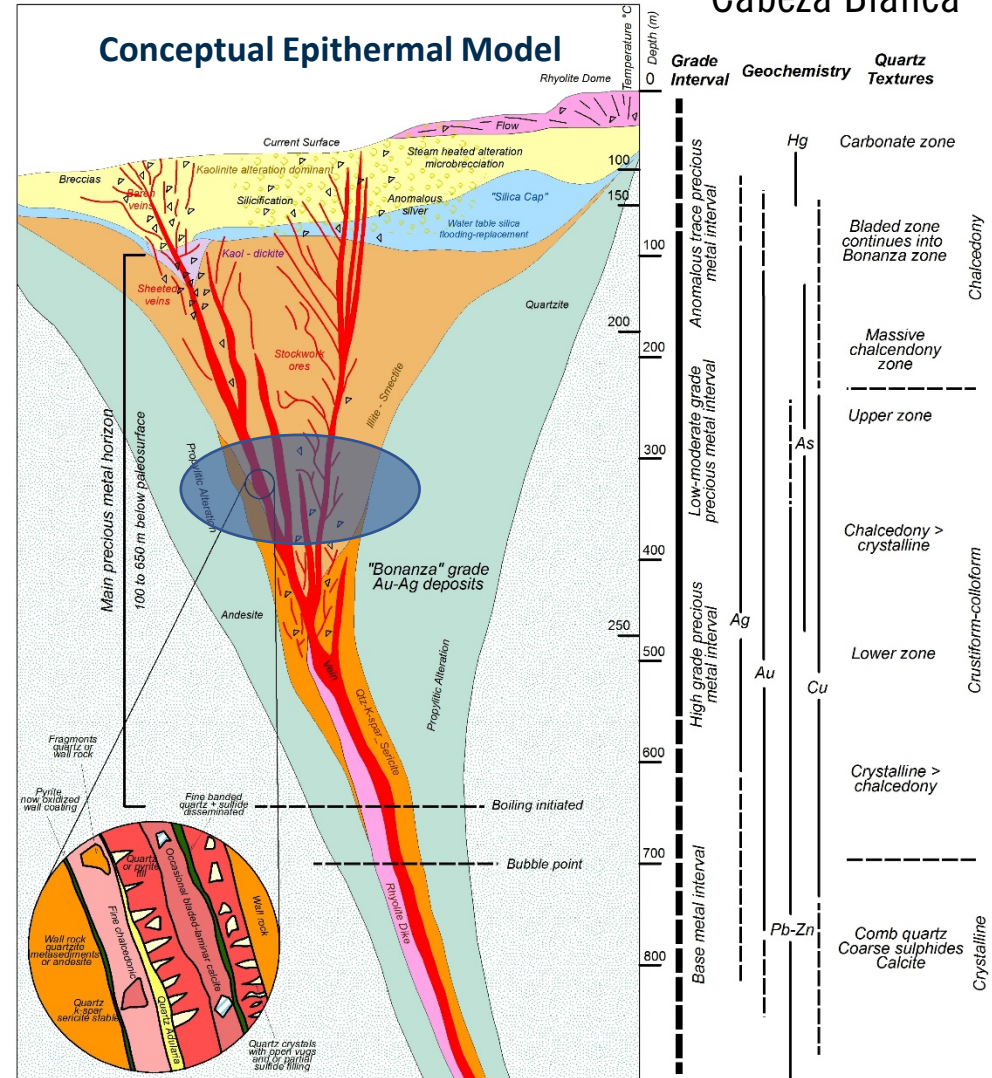 Cabeza Blanca
Conceptual Epithermal Model
Temperature °C
Depth (m)
Grade
Interval
Geochemistry
Quartz
Textures
0
100
200
300
400
500
600
700
800
100
150
200
250
Rhyolite Dome
Flow
Current Surface
Steam heated alteration
microbrecciation
Kaolinite alteration dominant
Breccias
Baren
veins
Silicification
Anomalous
silver
"Silica Cap"
Water table silica
flooding-replacement
Kaol - dickite
Sheeted
veins
Quartzite
Stockwork
ores
Illite - Smectite
Main precious metal horizon
100 to 650 m below paleosurface
Propylitic Alteration
"Bonanza" grade
Au-Ag deposits
Andesite
Vein
Propylitic Alteration
Qtz-K-spar_Sericite
Boiling initiated
Bubble point
Rhyolite Dike
Fragments
quartz or
wall rock
Pyrite
now oxidized
wall coating
Fine banded
quartz + sulfide
disseminated
Quartz
or pyrite
fill
Occasional bladed-laminar calcite
Wall rock
Fine chalcedonic
Wall rock
quartzite
metasediments
or andesite
Quartz
k-spar
sericite stable
Quartz Adularia
Quartz crystals
with open vugs
and or partial
sulfide filling
Anomalous trace precious
metal interval
Low-moderate grade
precious metal interval
High grade precious
metal interval
Base metal interval
Hg
As
Ag
Au
Cu
Pb-Zn
Carbonate zone
Bladed zone
continues into
Bonanza zone
Massive
chalcendony
zone
Upper zone
Chalcedony >
crystalline
Lower zone
Crystalline >
chalcedony
Comb quartz
Coarse sulphides
Calcite
Chalcedony
Crustiform-colloform
Crystalline